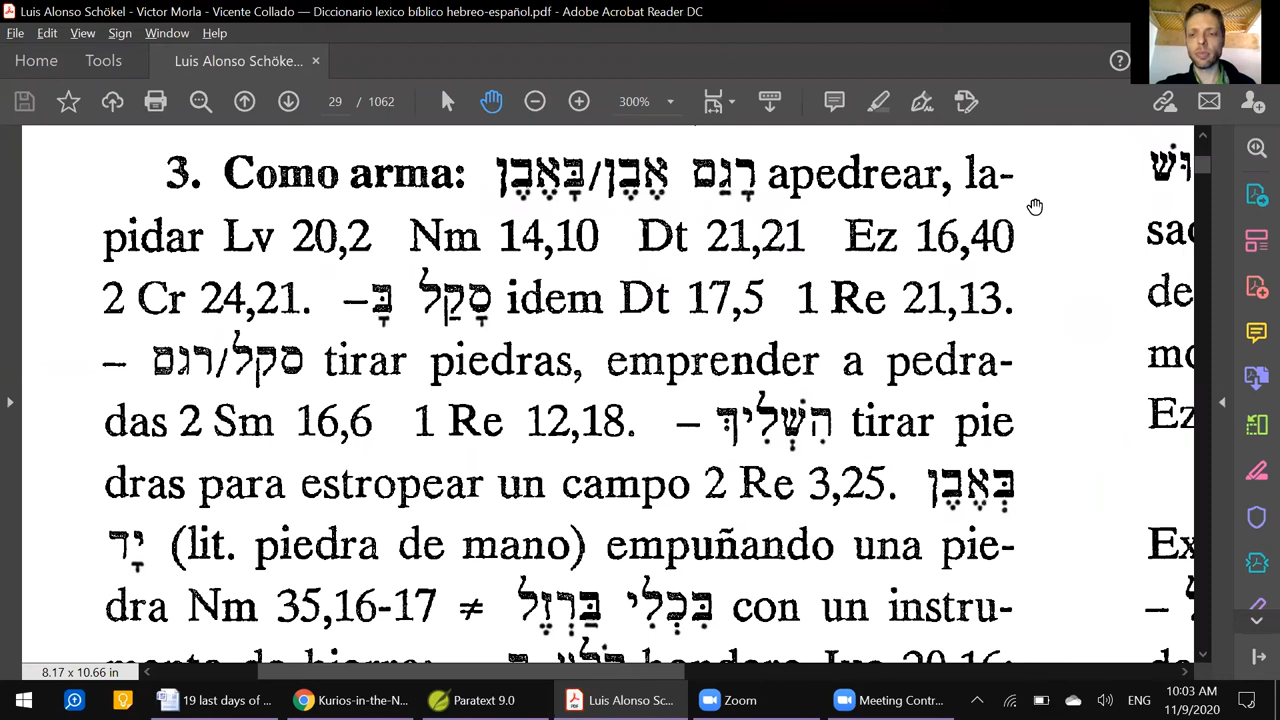 Luis Alonso Schökel - Victor Morla - Vicente Collado — Diccionario lexico bíblico hebreo-español.pdf - Adobe Acrobat Reader DC
File Edit View Sign Window Help
Home Tools Luis Alonso Schöke... ×
29 / 1062 300%
3. Como arma: רָגַם אֶבֶן/בָּאֶבֶן apedrear, la-
pidar Lv 20,2 Nm 14,10 Dt 21,21 Ez 16,40
2 Cr 24,21. –סָקַל בָּ idem Dt 17,5 1 Re 21,13.
– סקל/רגם tirar piedras, emprender a pedra-
das 2 Sm 16,6 1 Re 12,18. – הִשְׁלִיךְ tirar pie
dras para estropear un campo 2 Re 3,25. בְּאֶבֶן
יָד (lit. piedra de mano) empuñando una pie-
dra Nm 35,16-17 ≠ בִּכְלִי בַּרְזֶל con un instru-
sa
de
mo
Ez
Ex
8.17 x 10.66 in
19 last days of ... Kurios-in-the-N... Paratext 9.0 Luis Alonso Sc... Zoom Meeting Contr... ENG
10:03 AM
11/9/2020